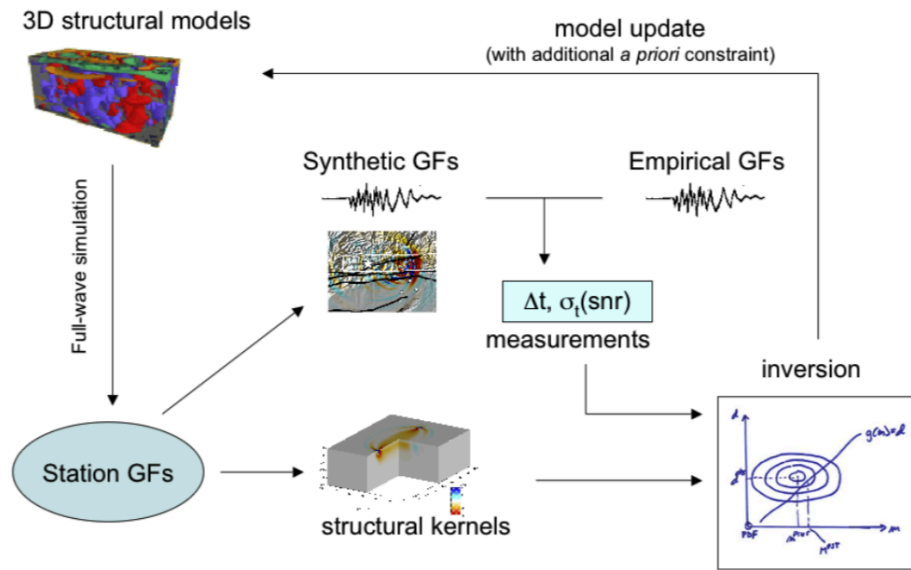 3D structural models
model update
(with additional a priori constraint)
Synthetic GFs
Empirical GFs
Full-wave simulation
Δt, σt(snr)
measurements
inversion
Station GFs
structural kernels
d
g(m)=d
m
PDF